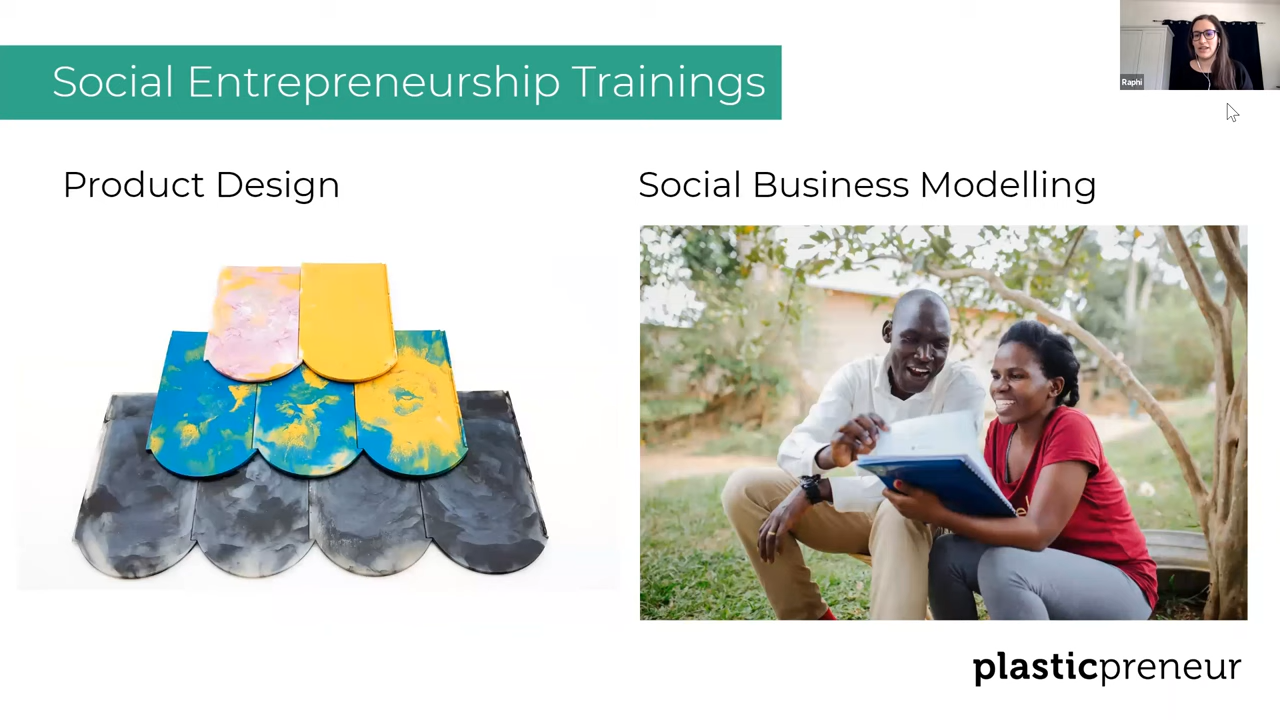 Social Entrepreneurship Trainings
Raphi
Product Design
Social Business Modelling
plasticpreneur